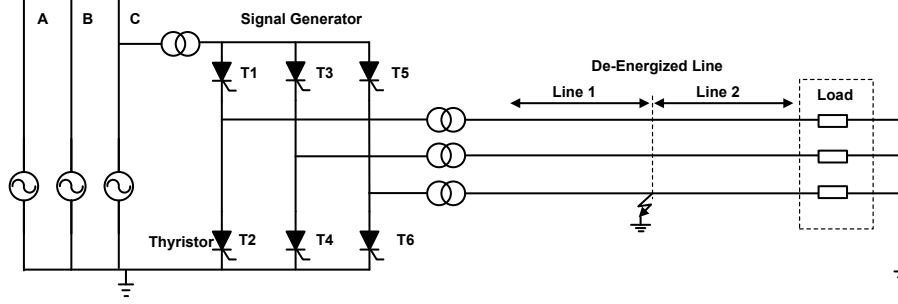 A B C Signal Generator
T1 T3 T5
De-Energized Line
Line 1 Line 2 Load
Thyristor T2 T4 T6